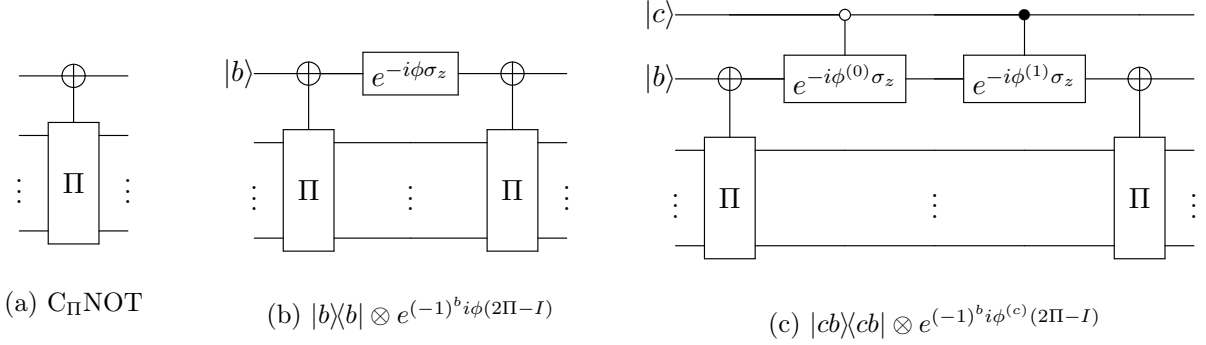 |c⟩
|b⟩ e^{-iϕσ_z} |b⟩ e^{-iϕ^{(0)}σ_z} e^{-iϕ^{(1)}σ_z}
⋮ Π ⋮ ⋮ Π ⋮ Π ⋮ ⋮ Π ⋮ Π ⋮
(a) C_ΠNOT (b) |b⟩⟨b| ⊗ e^{(-1)^b iϕ(2Π-I)} (c) |cb⟩⟨cb| ⊗ e^{(-1)^b iϕ^{(c)}(2Π-I)}